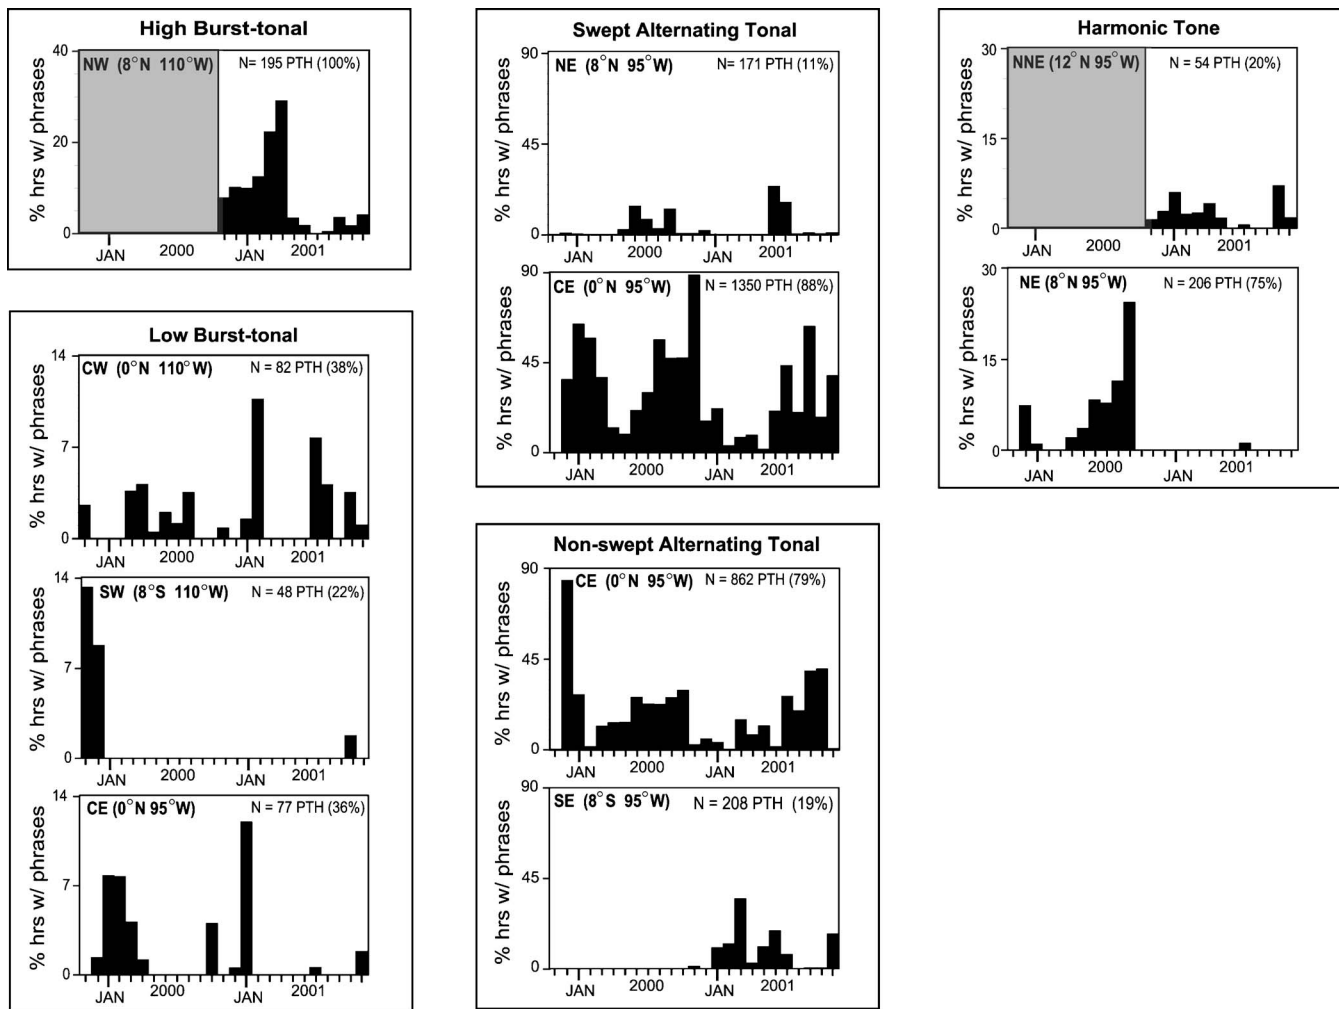 High Burst-tonal
NW (8°N 110°W) N= 195 PTH (100%)
% hrs w/ phrases
40
20
0
JAN 2000 JAN 2001
Low Burst-tonal
CW (0°N 110°W) N = 82 PTH (38%)
% hrs w/ phrases
14
7
0
JAN 2000 JAN 2001
SW (8°S 110°W) N = 48 PTH (22%)
% hrs w/ phrases
14
7
0
JAN 2000 JAN 2001
CE (0°N 95°W) N = 77 PTH (36%)
% hrs w/ phrases
14
7
0
JAN 2000 JAN 2001
Swept Alternating Tonal
NE (8°N 95°W) N= 171 PTH (11%)
% hrs w/ phrases
90
45
0
JAN 2000 JAN 2001
CE (0°N 95°W) N = 1350 PTH (88%)
% hrs w/ phrases
90
45
0
JAN 2000 JAN 2001
Non-swept Alternating Tonal
CE (0°N 95°W) N = 862 PTH (79%)
% hrs w/ phrases
90
45
0
JAN 2000 JAN 2001
SE (8°S 95°W) N = 208 PTH (19%)
% hrs w/ phrases
90
45
0
JAN 2000 JAN 2001
Harmonic Tone
NNE (12°N 95°W) N = 54 PTH (20%)
% hrs w/ phrases
30
15
0
JAN 2000 JAN 2001
NE (8°N 95°W) N = 206 PTH (75%)
% hrs w/ phrases
30
15
0
JAN 2000 JAN 2001